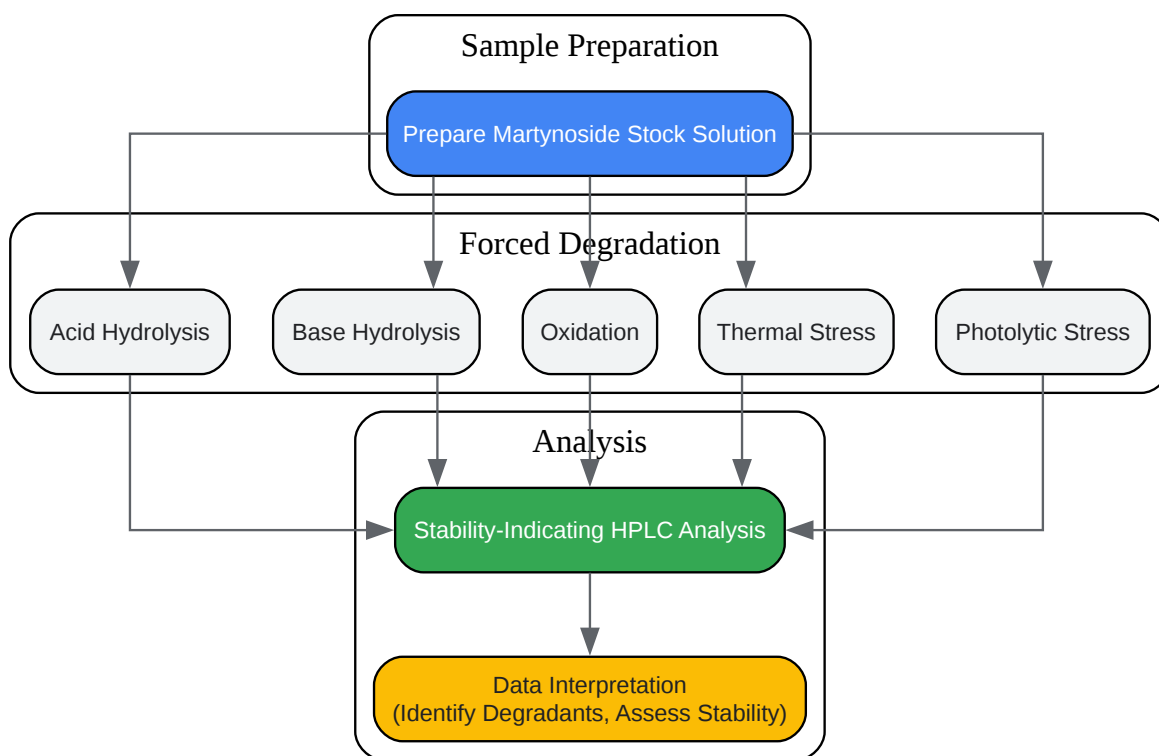 Sample Preparation
Prepare Martynoside Stock Solution
Forced Degradation
Acid Hydrolysis
Base Hydrolysis
Oxidation
Thermal Stress
Photolytic Stress
Analysis
Stability-Indicating HPLC Analysis
Data Interpretation
(Identify Degradants, Assess Stability)